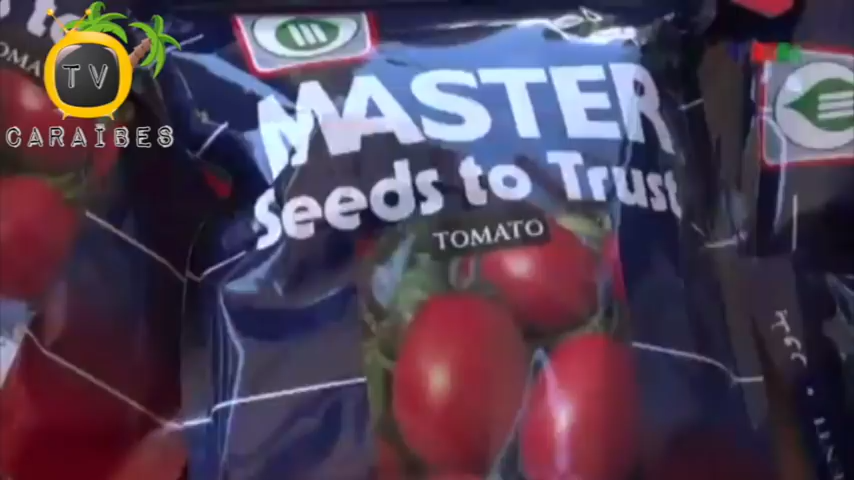 TV
CARAÏBES
MASTER
Seeds to Trust
TOMATO